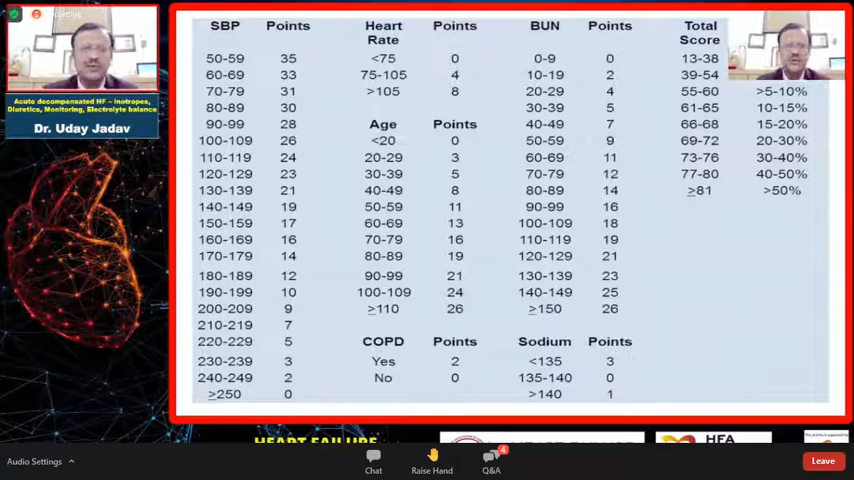 Recording
Acute decompensated HF - inotropes,
Diuretics, Monitoring, Electrolyte balance
Dr. Uday Jadav
SBP Points Heart Rate Points BUN Points Total Score
50-59 35 <75 0 0-9 0 13-38
60-69 33 75-105 4 10-19 2 39-54
70-79 31 >105 8 20-29 4 55-60 >5-10%
80-89 30 30-39 5 61-65 10-15%
90-99 28 Age Points 40-49 7 66-68 15-20%
100-109 26 <20 0 50-59 9 69-72 20-30%
110-119 24 20-29 3 60-69 11 73-76 30-40%
120-129 23 30-39 5 70-79 12 77-80 40-50%
130-139 21 40-49 8 80-89 14 ≥81 >50%
140-149 19 50-59 11 90-99 16
150-159 17 60-69 13 100-109 18
160-169 16 70-79 16 110-119 19
170-179 14 80-89 19 120-129 21
180-189 12 90-99 21 130-139 23
190-199 10 100-109 24 140-149 25
200-209 9 ≥110 26 ≥150 26
210-219 7
220-229 5 COPD Points Sodium Points
230-239 3 Yes 2 <135 3
240-249 2 No 0 135-140 0
≥250 0 >140 1
HEART FAILURE
HFA
Audio Settings
Chat
Raise Hand
4
Q&A
Leave